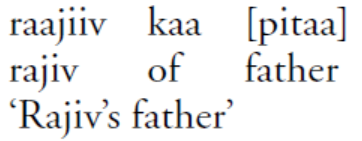 raajiiv kaa [pitaa]
rajiv of father
‘Rajiv’s father’